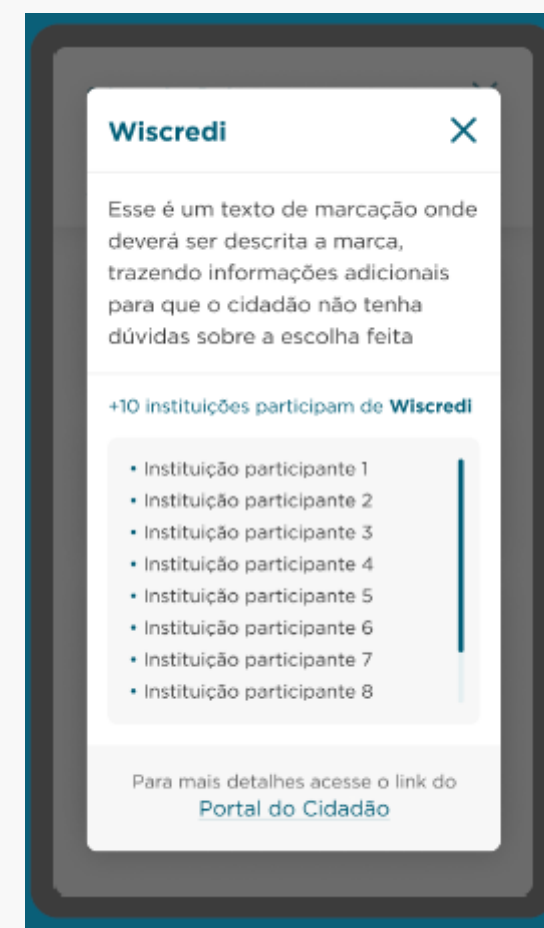 Wiscredi
Esse é um texto de marcação onde
deverá ser descrita a marca,
trazendo informações adicionais
para que o cidadão não tenha
dúvidas sobre a escolha feita
+10 instituições participam de Wiscredi
• Instituição participante 1
• Instituição participante 2
• Instituição participante 3
• Instituição participante 4
• Instituição participante 5
• Instituição participante 6
• Instituição participante 7
• Instituição participante 8
Para mais detalhes acesse o link do
Portal do Cidadão